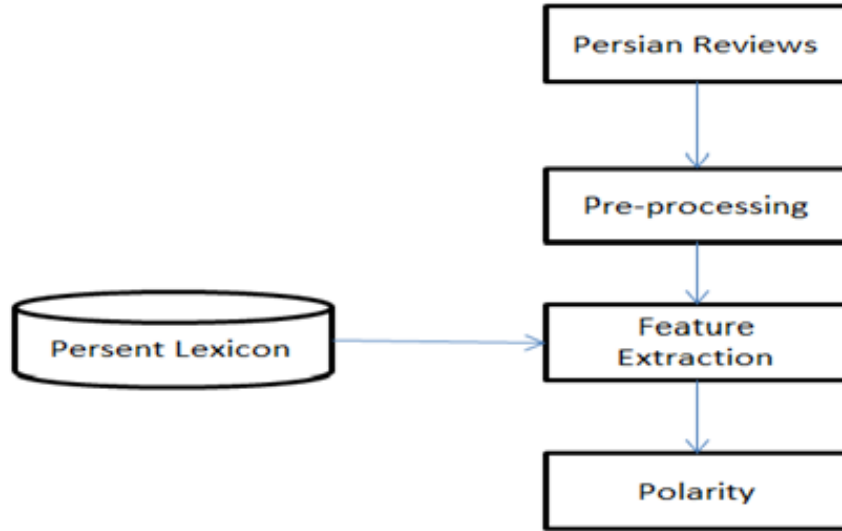 Persian Reviews
Pre-processing
Persent Lexicon
Feature
Extraction
Polarity